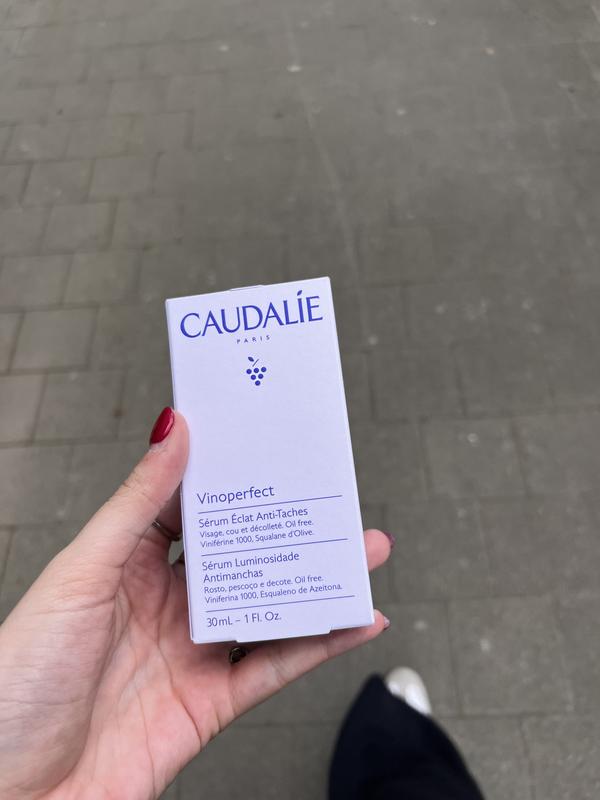 CAUDALÍE
PARIS
Vinoperfect
Sérum Éclat Anti-Taches
Visage, cou et décolleté. Oil free.
Viniférine 1000, Squalane d'Olive.
Sérum Luminosidade
Antimanchas
Rosto, pescoço e decote. Oil free.
Viniferina 1000, Esqualeno de Azeitona.
30mL – 1 Fl. Oz.